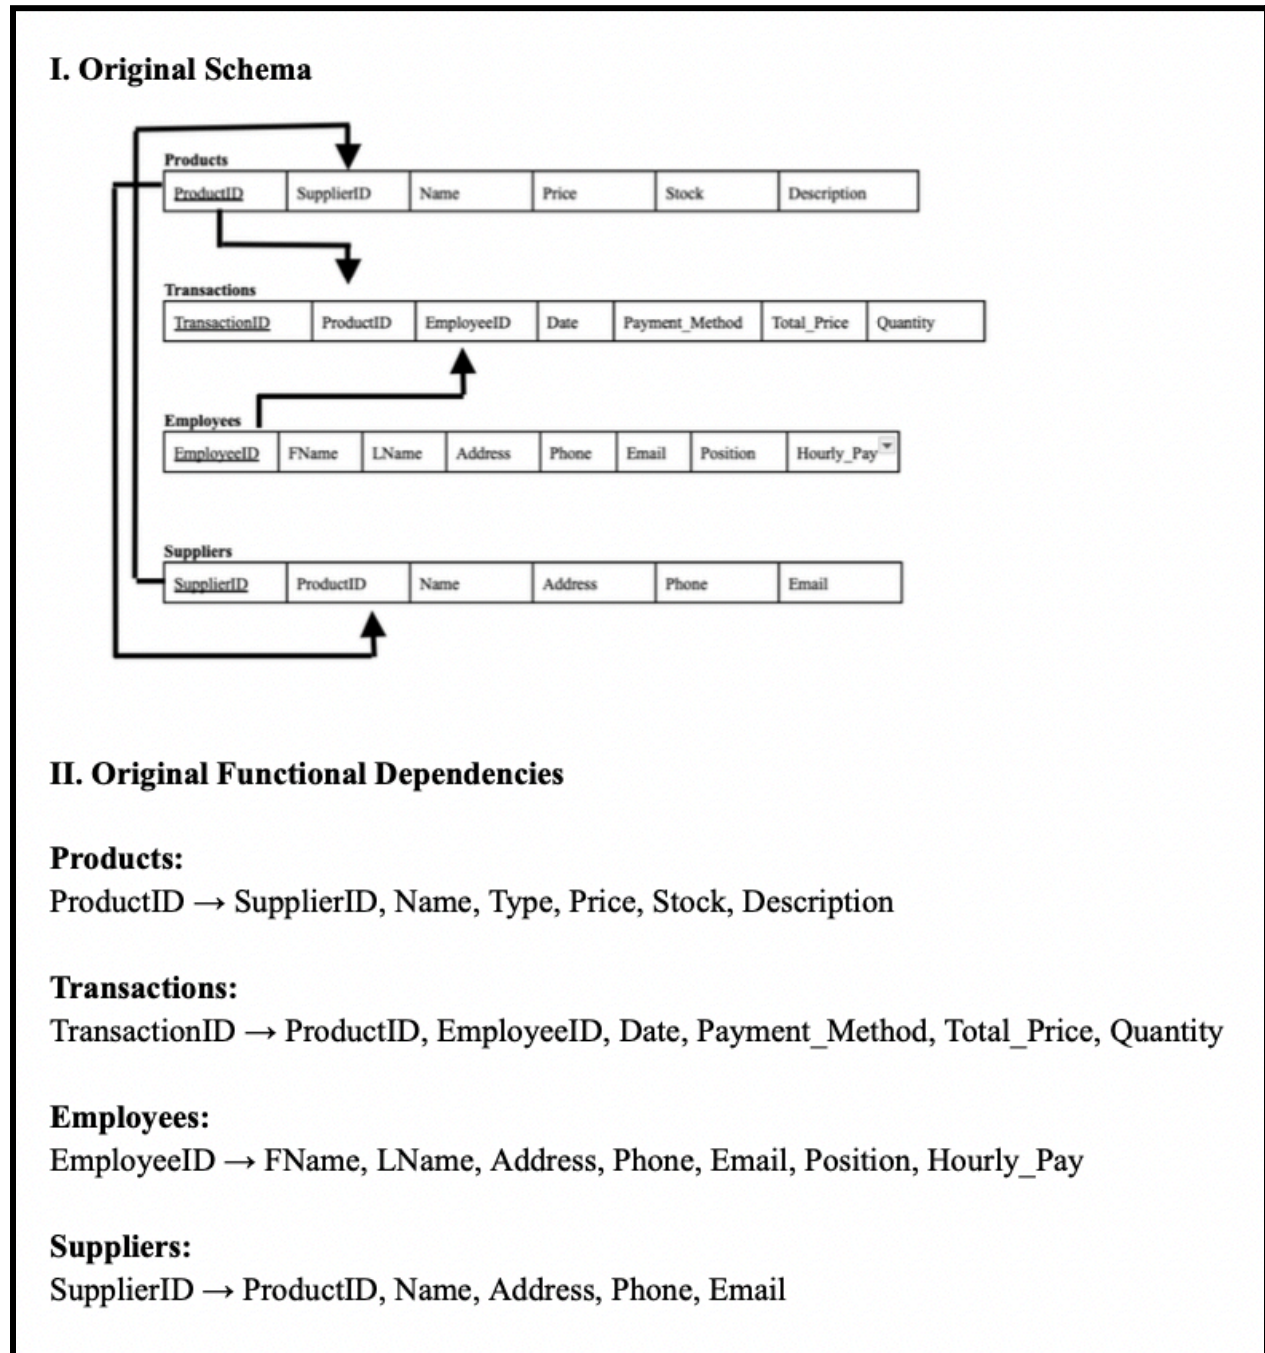 I. Original Schema
Products
ProductID SupplierID Name Price Stock Description
Transactions
TransactionID ProductID EmployeeID Date Payment_Method Total_Price Quantity
Employees
EmployeeID FName LName Address Phone Email Position Hourly_Pay
Suppliers
SupplierID ProductID Name Address Phone Email
II. Original Functional Dependencies
Products:
ProductID → SupplierID, Name, Type, Price, Stock, Description
Transactions:
TransactionID → ProductID, EmployeeID, Date, Payment_Method, Total_Price, Quantity
Employees:
EmployeeID → FName, LName, Address, Phone, Email, Position, Hourly_Pay
Suppliers:
SupplierID → ProductID, Name, Address, Phone, Email